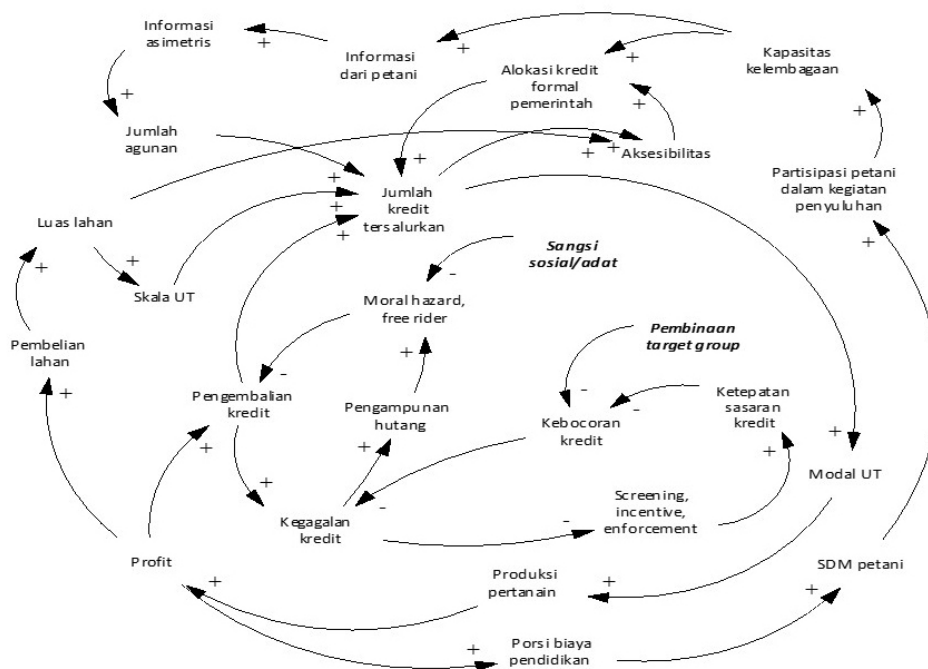 Informasi
asimetris
Informasi
dari petani
Alokasi kredit
formal
pemerintah
Kapasitas
kelembagaan
Jumlah
agunan
Aksesibilitas
Partisipasi petani
dalam kegiatan
penyuluhan
Jumlah
kredit
tersalurkan
Luas lahan
Sangsi
sosial/adat
Skala UT
Moral hazard,
free rider
Pembelian
lahan
Pembinaan
target group
Pengembalian
kredit
Pengampunan
hutang
Kebocoran
kredit
Ketepatan
sasaran
kredit
Modal UT
Kegagalan
kredit
Screening,
incentive,
enforcement
Profit
Produksi
pertanain
SDM petani
Porsi biaya
pendidikan